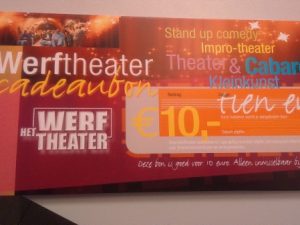 Werftheater
cadeaubon
HET WERF
THEATER
Stand up comedy,
Impro-theater
Theater & Cabar
Kleinkunst
tien eu
€10,-
Deze bon is goed voor 10 euro. Alleen inwisselbaar bij